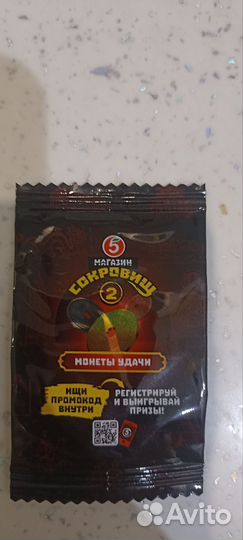 5
МАГАЗИН
СОКРОВИЩ
2
МОНЕТЫ УДАЧИ
ИЩИ
ПРОМОКОД
ВНУТРИ
РЕГИСТРИРУЙ
И ВЫИГРЫВАЙ
ПРИЗЫ!
Avito